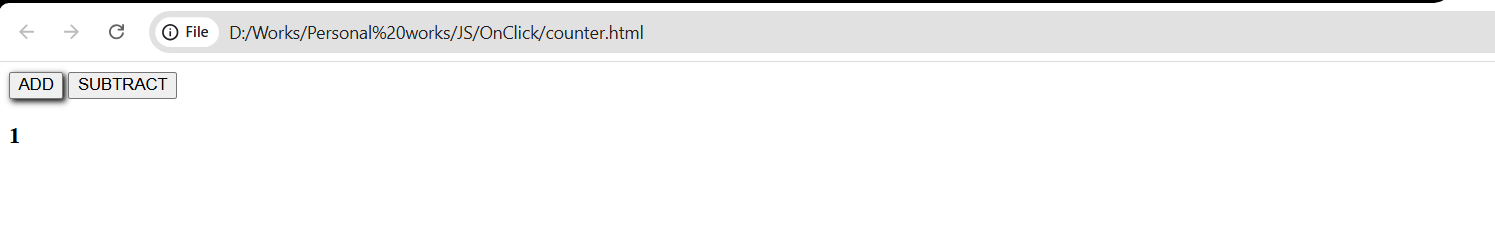 File D:/Works/Personal%20works/JS/OnClick/counter.html
ADD SUBTRACT
1